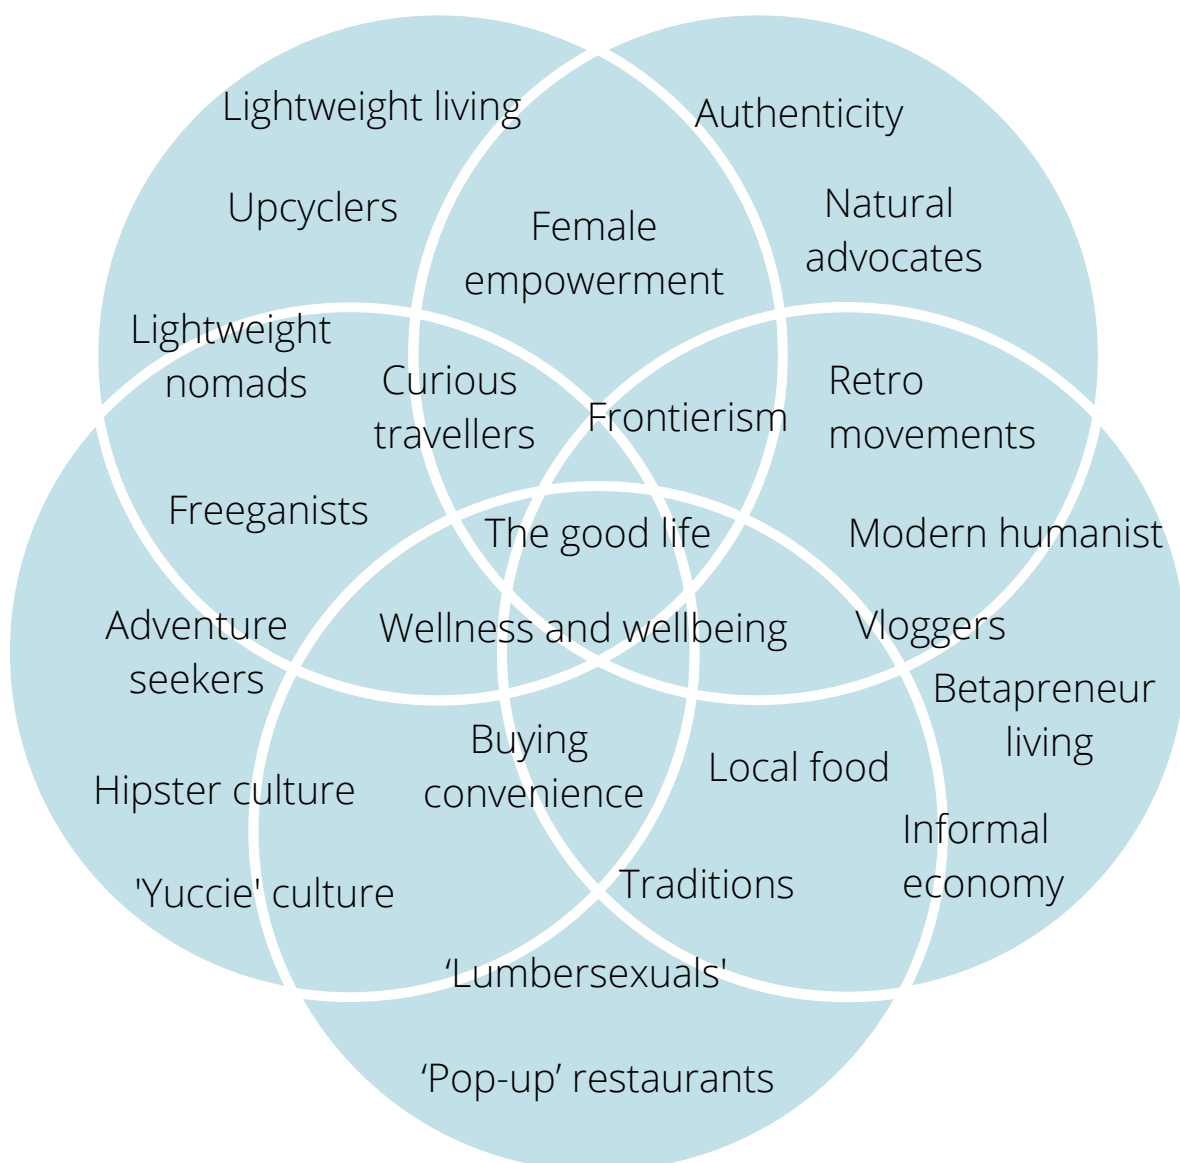 Lightweight living
Authenticity
Upcyclers
Natural
advocates
Female
empowerment
Lightweight
nomads
Curious
travellers
Frontierism
Retro
movements
Freeganists
The good life
Modern humanist
Adventure
seekers
Wellness and wellbeing
Vloggers
Betapreneur
living
Buying
convenience
Local food
Hipster culture
Informal
economy
'Yuccie' culture
Traditions
‘Lumbersexuals'
‘Pop-up’ restaurants